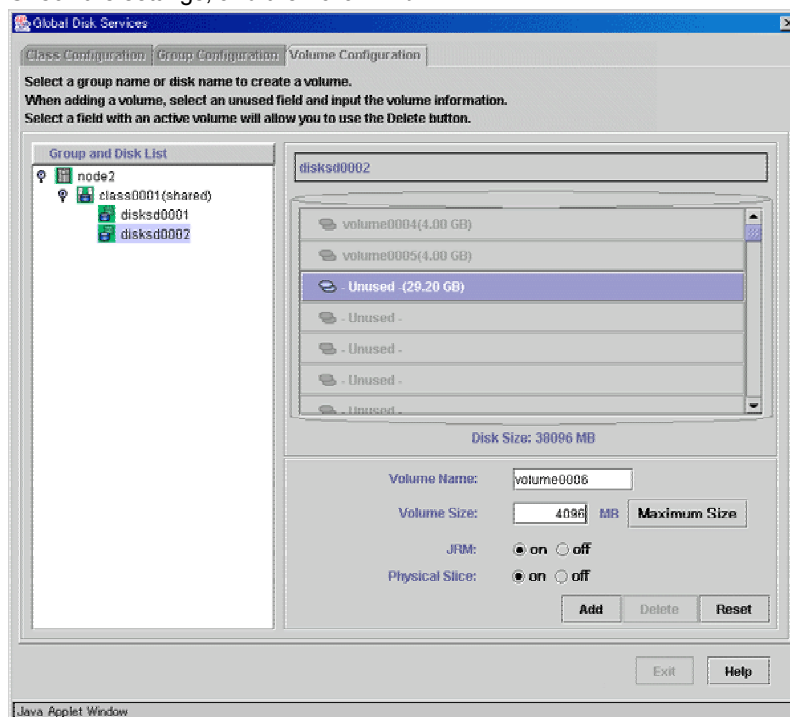 Global Disk Services
Class Configuration Group Configuration Volume Configuration
Select a group name or disk name to create a volume.
When adding a volume, select an unused field and input the volume information.
Select a field with an active volume will allow you to use the Delete button.
Group and Disk List
node2
class0001(shared)
disksd0001
disksd0002
disksd0002
volume0004(4.00 GB)
volume0005(4.00 GB)
- Unused -(29.20 GB)
- Unused -
- Unused -
- Unused -
- Unused -
Disk Size: 38096 MB
Volume Name: volume0006
Volume Size: 4096 MB Maximum Size
JRM: on off
Physical Slice: on off
Add Delete Reset
Exit Help
Java Applet Window